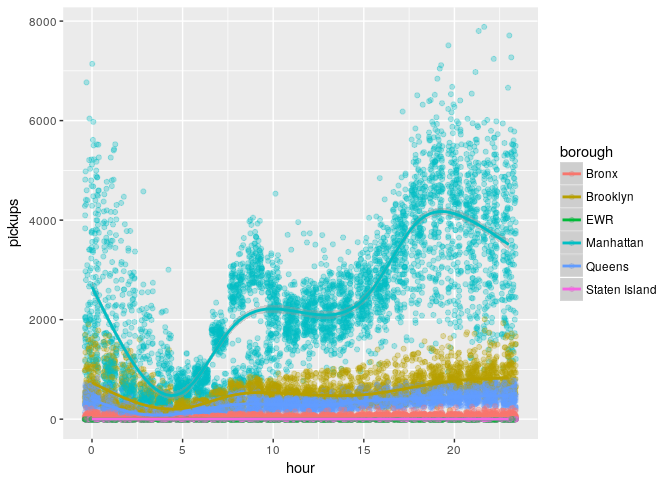 8000
6000
4000
2000
0
pickups
0 5 10 15 20
hour
borough
Bronx
Brooklyn
EWR
Manhattan
Queens
Staten Island